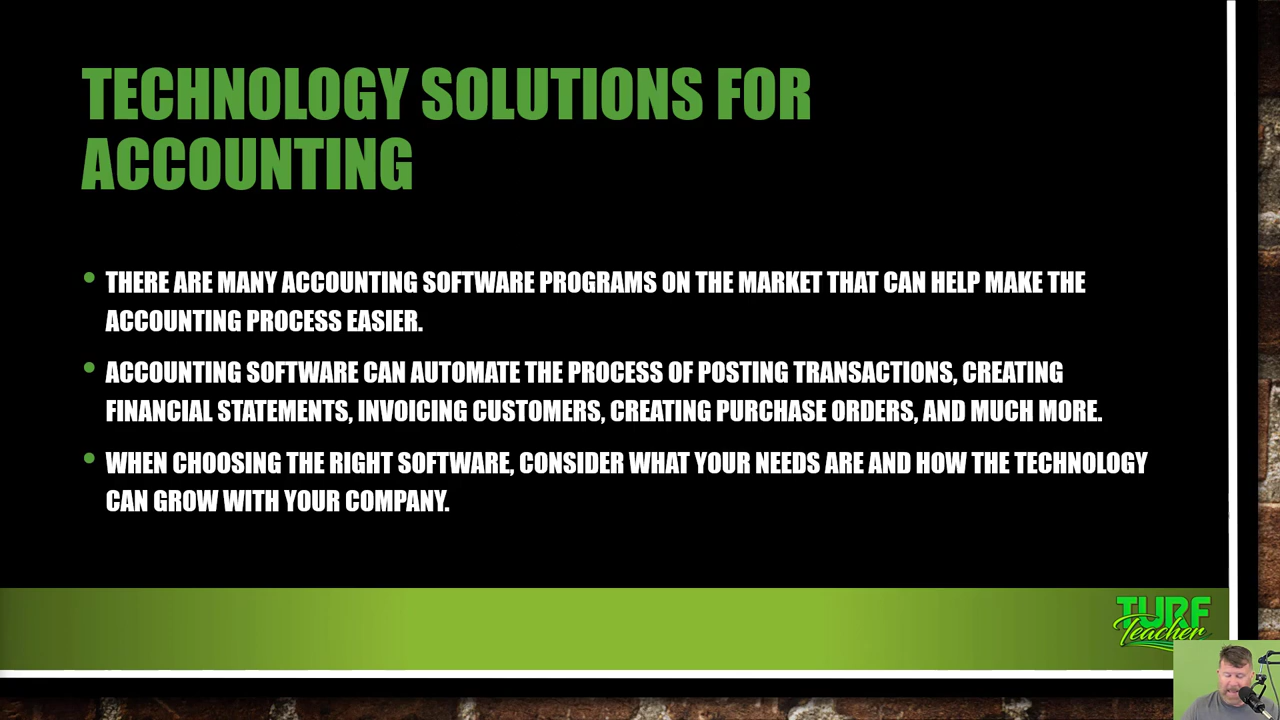 TECHNOLOGY SOLUTIONS FOR
ACCOUNTING
• THERE ARE MANY ACCOUNTING SOFTWARE PROGRAMS ON THE MARKET THAT CAN HELP MAKE THE
ACCOUNTING PROCESS EASIER.
• ACCOUNTING SOFTWARE CAN AUTOMATE THE PROCESS OF POSTING TRANSACTIONS, CREATING
FINANCIAL STATEMENTS, INVOICING CUSTOMERS, CREATING PURCHASE ORDERS, AND MUCH MORE.
• WHEN CHOOSING THE RIGHT SOFTWARE, CONSIDER WHAT YOUR NEEDS ARE AND HOW THE TECHNOLOGY
CAN GROW WITH YOUR COMPANY.
TURF
Teacher